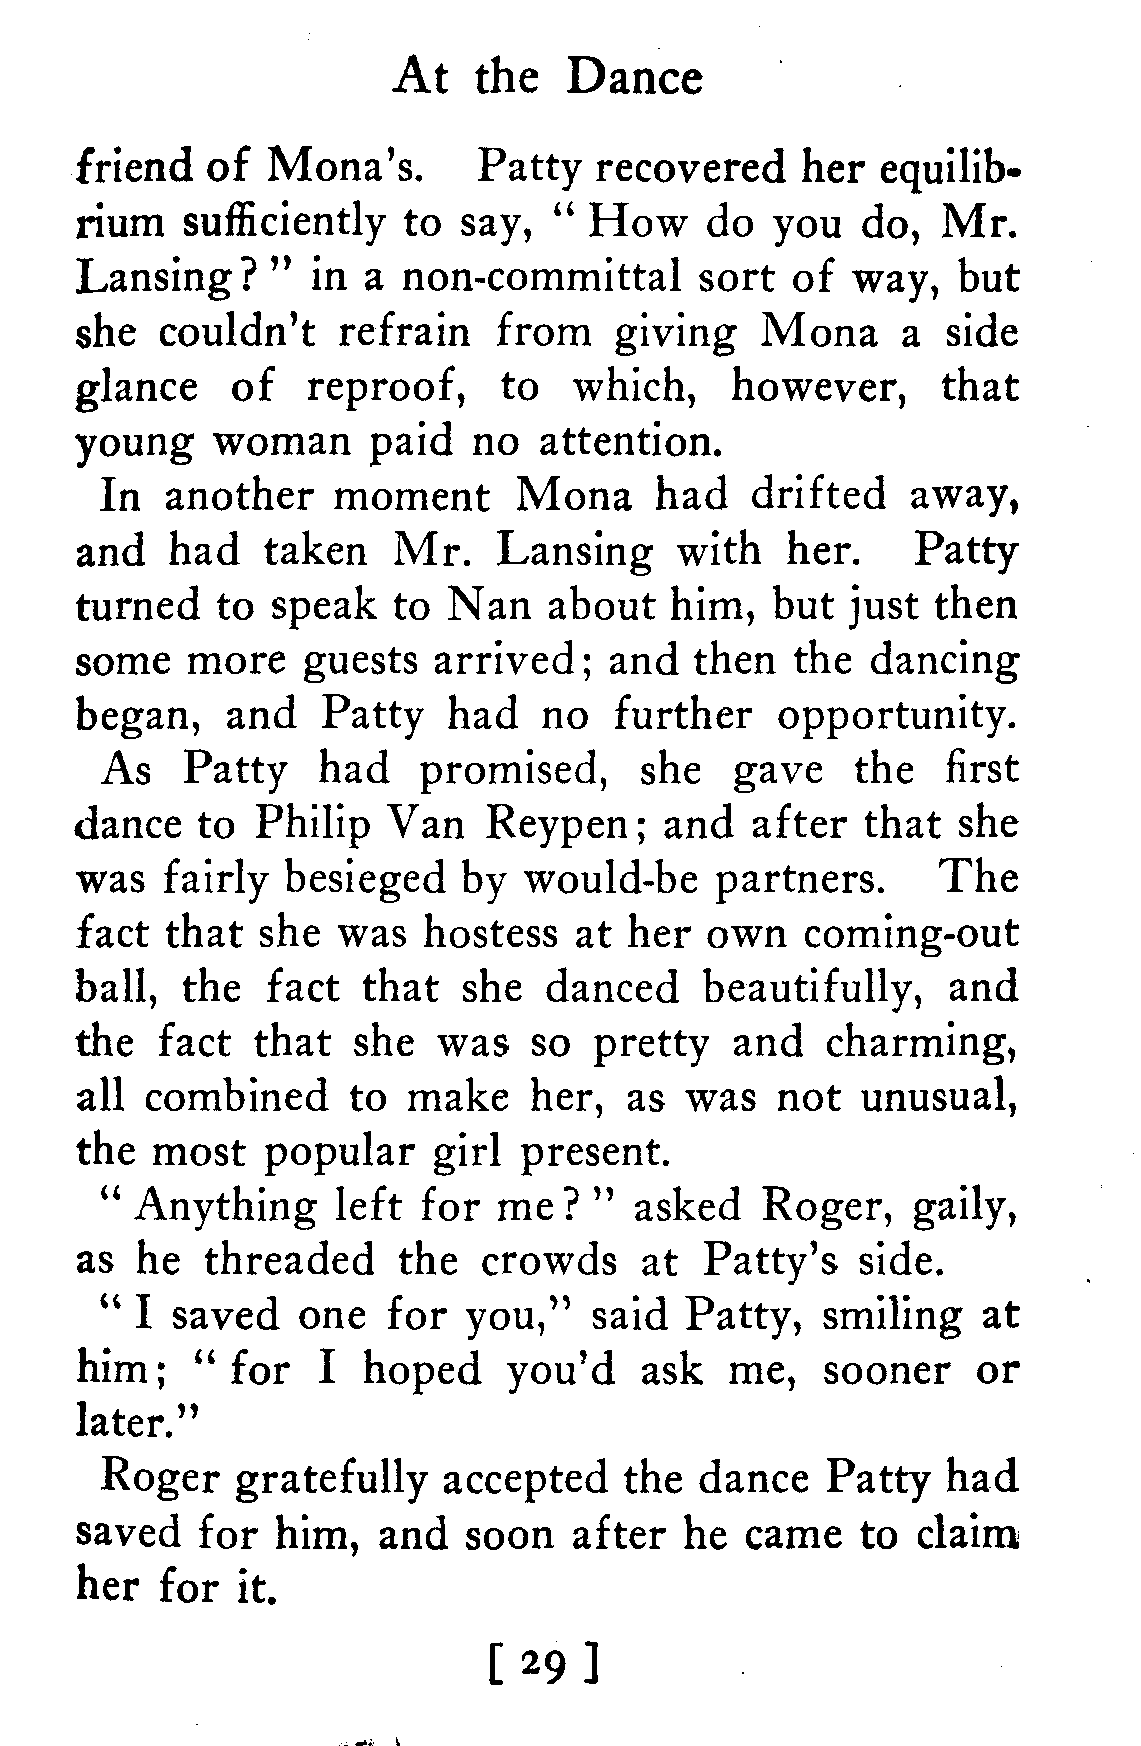 At the Dance
friend of Mona's. Patty recovered her equilib-
rium sufficiently to say, " How do you do, Mr.
Lansing? " in a non-committal sort of way, but
she couldn't refrain from giving Mona a side
glance of reproof, to which, however, that
young woman paid no attention.
In another moment Mona had drifted away,
and had taken Mr. Lansing with her. Patty
turned to speak to Nan about him, but just then
some more guests arrived; and then the dancing
began, and Patty had no further opportunity.
As Patty had promised, she gave the first
dance to Philip Van Reypen; and after that she
was fairly besieged by would-be partners. The
fact that she was hostess at her own coming-out
ball, the fact that she danced beautifully, and
the fact that she was so pretty and charming,
all combined to make her, as was not unusual,
the most popular girl present.
" Anything left for me? " asked Roger, gaily,
as he threaded the crowds at Patty's side.
" I saved one for you," said Patty, smiling at
him; " for I hoped you'd ask me, sooner or
later."
Roger gratefully accepted the dance Patty had
saved for him, and soon after he came to claim
her for it.
[ 29 ]